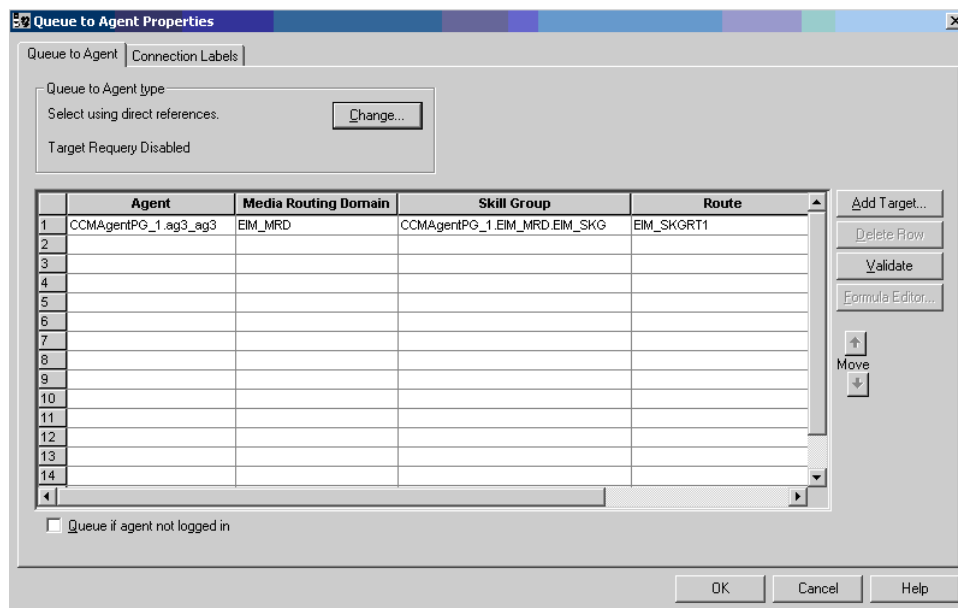 Queue to Agent Properties
Queue to Agent
Connection Labels
Queue to Agent type
Select using direct references.
Change...
Target Requery Disabled
Agent Media Routing Domain Skill Group Route
1 CCMAgentPG_1.ag3_ag3 EIM_MRD CCMAgentPG_1.EIM_MRD.EIM_SKG EIM_SKGRT1
2
3
4
5
6
7
8
9
10
11
12
13
14
Add Target...
Delete Row
Validate
Formula Editor...
Move
Queue if agent not logged in
OK Cancel Help